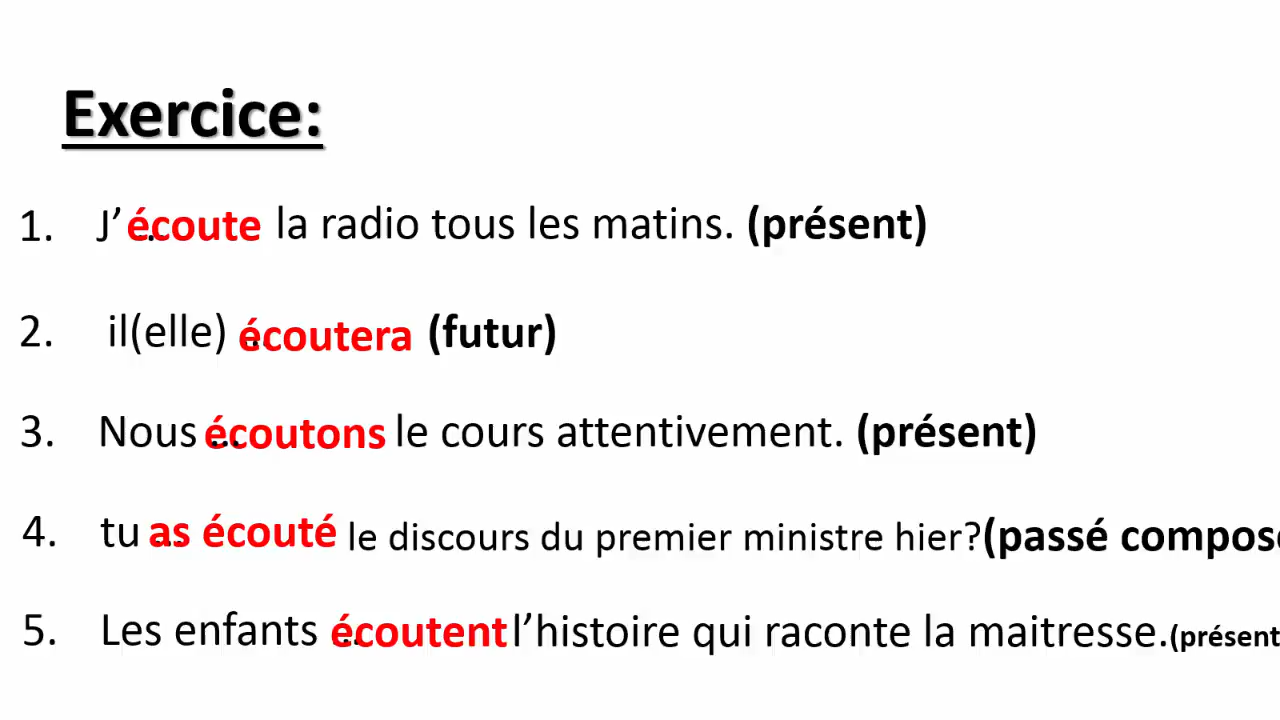 Exercice:
1. J’ écoute la radio tous les matins. (présent)
2. il(elle) écoutera (futur)
3. Nous écoutons le cours attentivement. (présent)
4. tu as écouté le discours du premier ministre hier?(passé compos
5. Les enfants écoutent l’histoire qui raconte la maitresse.(présent